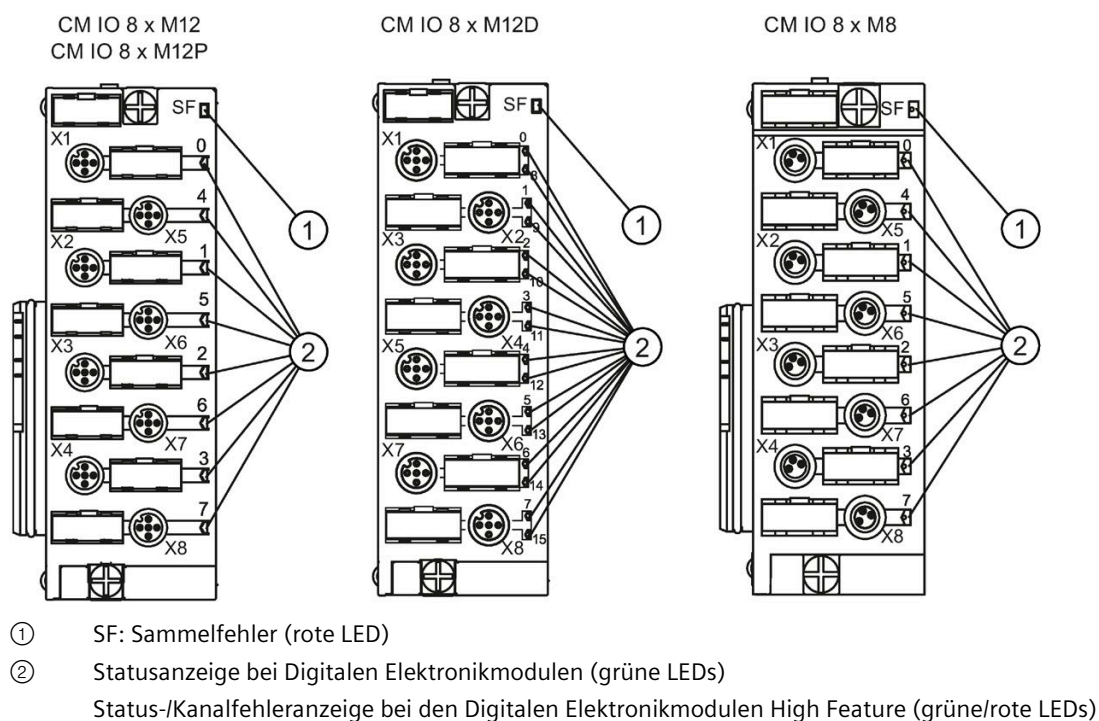 CM IO 8 x M12
CM IO 8 x M12P
SF
X1
0
4
X2
X5
1
5
X3
X6
2
6
X4
X7
3
7
X8
1
2
CM IO 8 x M12D
SF
X1
0
8
1
9
X3
X2
2
10
3
11
X5
X4
4
12
5
13
X7
X6
6
14
7
15
X8
1
2
CM IO 8 x M8
SF
X1
0
4
X2
X5
1
5
X3
X6
2
6
X4
X7
3
7
X8
1
2
① SF: Sammelfehler (rote LED)
② Statusanzeige bei Digitalen Elektronikmodulen (grüne LEDs)
Status-/Kanalfehleranzeige bei den Digitalen Elektronikmodulen High Feature (grüne/rote LEDs)